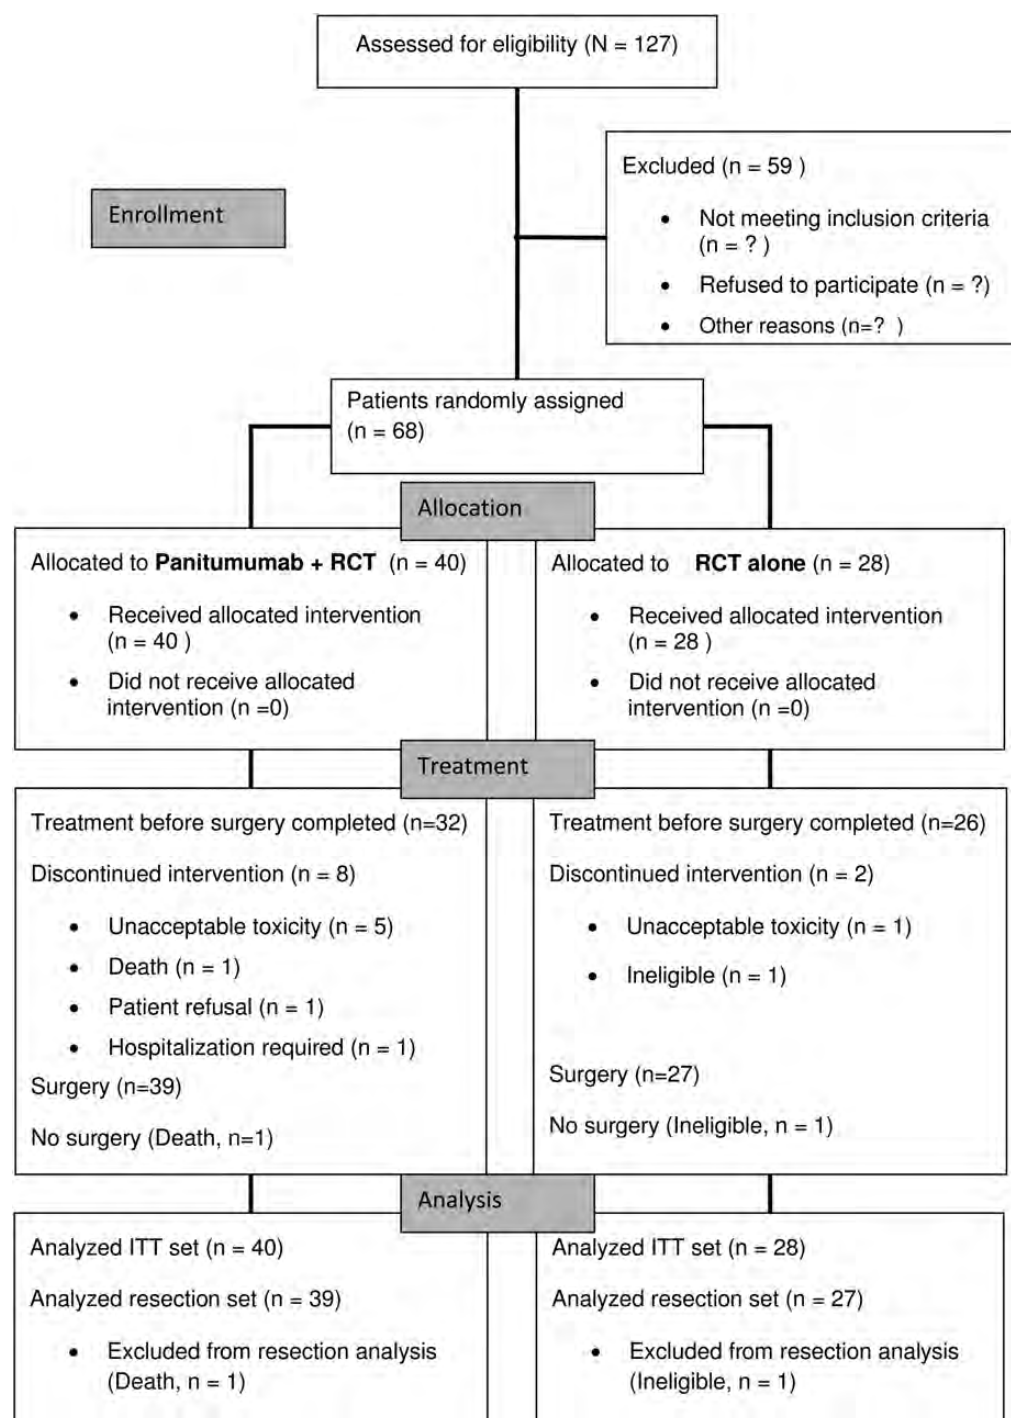 Assessed for eligibility (N = 127)
Excluded (n = 59 )
• Not meeting inclusion criteria
(n = ? )
• Refused to participate (n = ?)
• Other reasons (n=? )
Enrollment
Patients randomly assigned
(n = 68)
Allocation
Allocated to Panitumumab + RCT (n = 40)
• Received allocated intervention
(n = 40 )
• Did not receive allocated
intervention (n =0)
Allocated to RCT alone (n = 28)
• Received allocated intervention
(n = 28 )
• Did not receive allocated
intervention (n =0)
Treatment
Treatment before surgery completed (n=32)
Discontinued intervention (n = 8)
• Unacceptable toxicity (n = 5)
• Death (n = 1)
• Patient refusal (n = 1)
• Hospitalization required (n = 1)
Surgery (n=39)
No surgery (Death, n=1)
Treatment before surgery completed (n=26)
Discontinued intervention (n = 2)
• Unacceptable toxicity (n = 1)
• Ineligible (n = 1)
Surgery (n=27)
No surgery (Ineligible, n = 1)
Analysis
Analyzed ITT set (n = 40)
Analyzed resection set (n = 39)
• Excluded from resection analysis
(Death, n = 1)
Analyzed ITT set (n = 28)
Analyzed resection set (n = 27)
• Excluded from resection analysis
(Ineligible, n = 1)